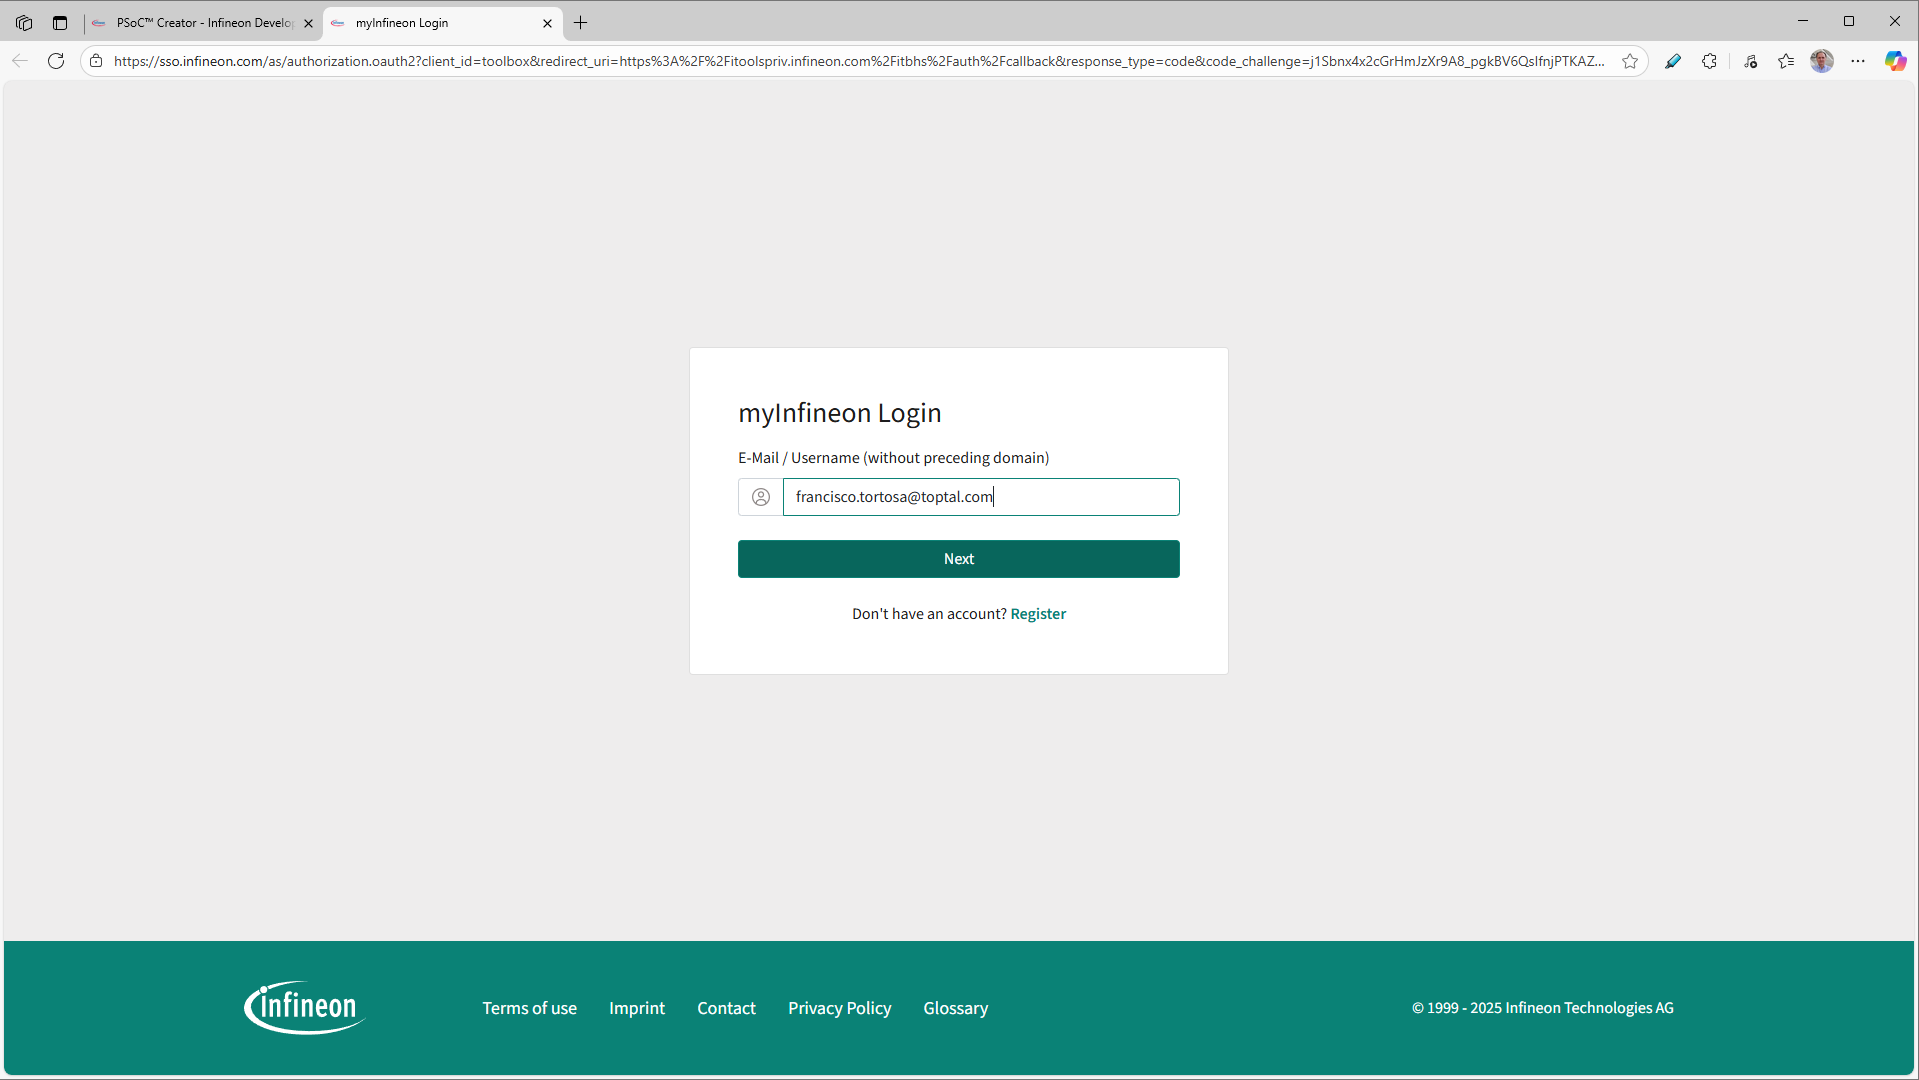 PSoC™ Creator - Infineon Develop
myInfineon Login
https://sso.infineon.com/as/authorization.oauth2?client_id=toolbox&redirect_uri=https%3A%2F%2Fitoolspriv.infineon.com%2Fitbhs%2Fauth%2Fcallback&response_type=code&code_challenge=j1Sbnx4x2cGrHmJzXr9A8_pgkBV6QsIfnjPTKAZ...
myInfineon Login
E-Mail / Username (without preceding domain)
francisco.tortosa@toptal.com
Next
Don't have an account? Register
infineon
Terms of use
Imprint
Contact
Privacy Policy
Glossary
© 1999 - 2025 Infineon Technologies AG